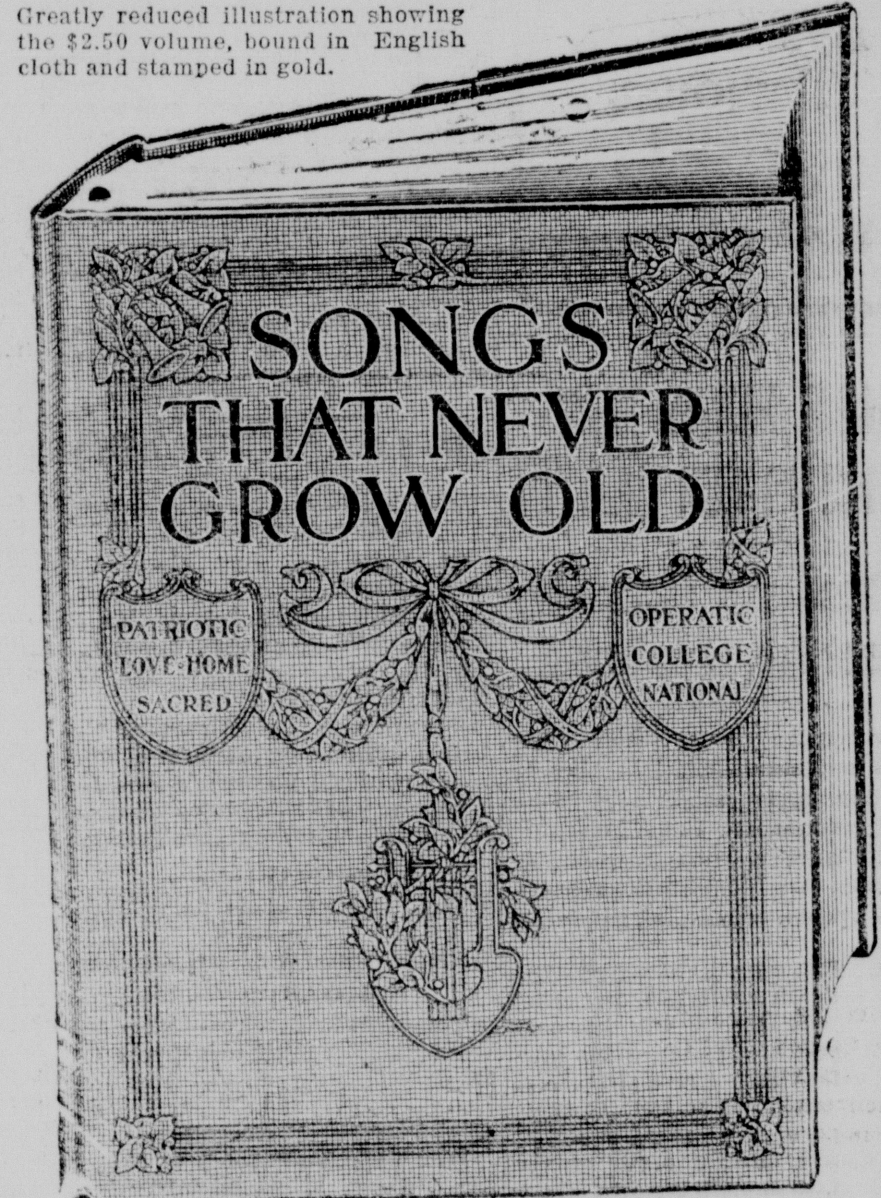 Greatly reduced illustration showing
the $2.50 volume, bound in English
cloth and stamped in gold.
SONGS
THAT NEVER
GROW OLD
PATRIOTIC
LOVE-HOME
SACRED
OPERATIC
COLLEGE
NATIONAL